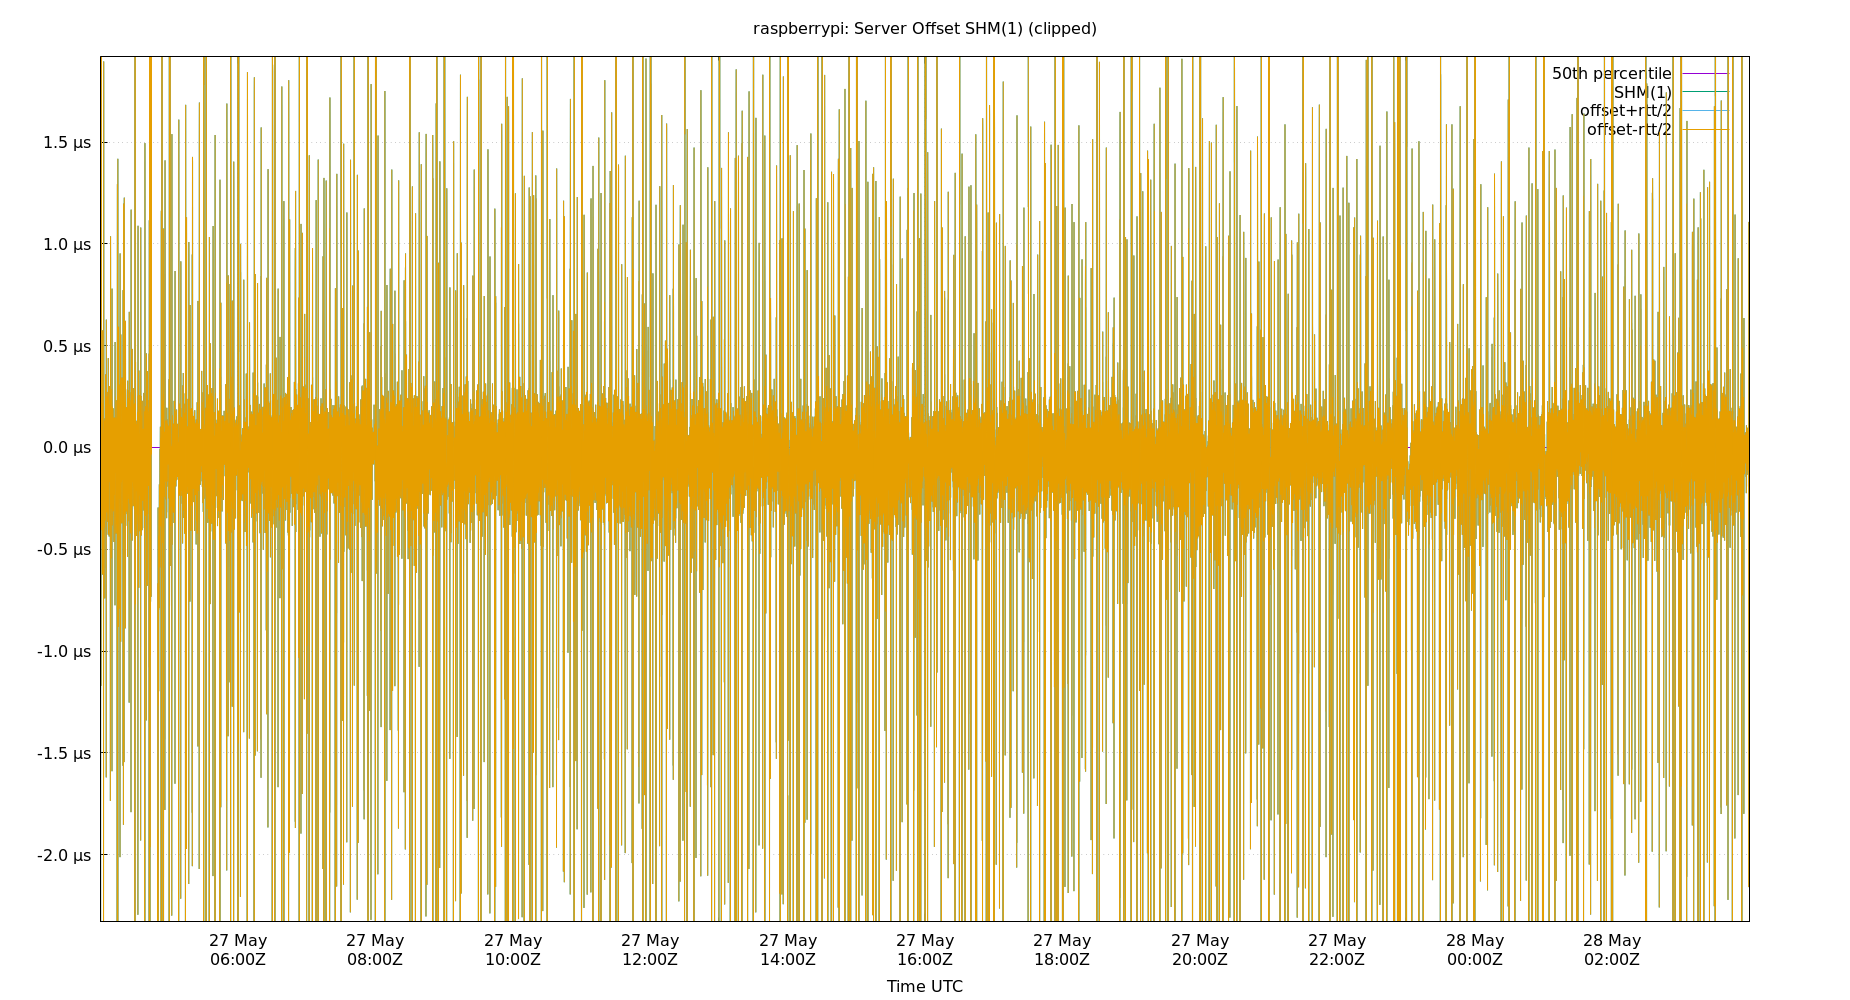 raspberrypi: Server Offset SHM(1) (clipped)
50th percentile
SHM(1)
offset+rtt/2
offset-rtt/2
1.5 µs
1.0 µs
0.5 µs
0.0 µs
-0.5 µs
-1.0 µs
-1.5 µs
-2.0 µs
27 May 27 May 27 May 27 May 27 May 27 May 27 May 27 May 27 May 28 May 28 May
06:00Z 08:00Z 10:00Z 12:00Z 14:00Z 16:00Z 18:00Z 20:00Z 22:00Z 00:00Z 02:00Z
Time UTC